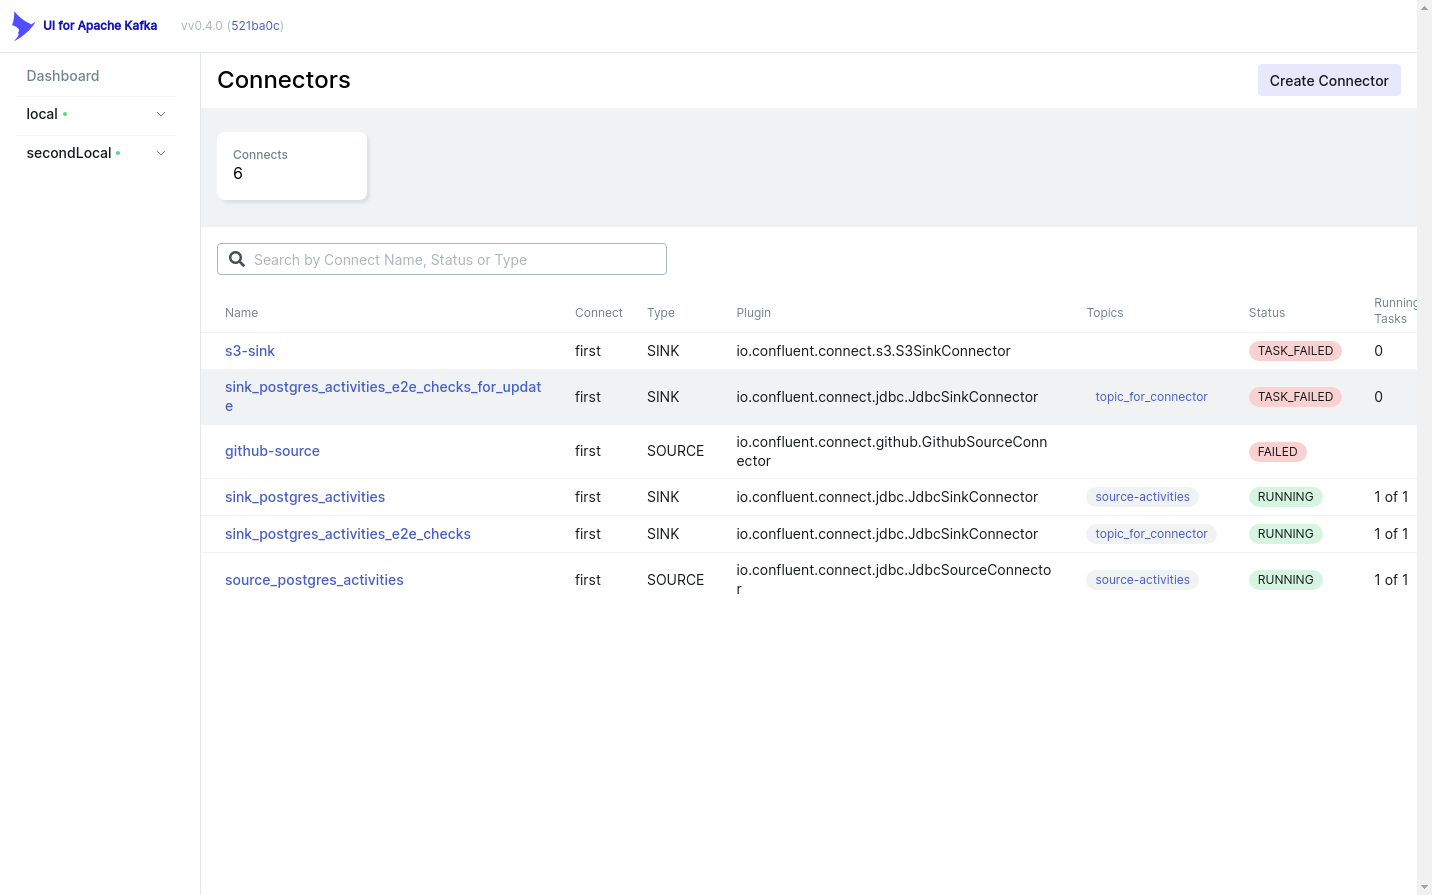 UI for Apache Kafka vv0.4.0 (521ba0c)
Dashboard
local
secondLocal
Connectors
Create Connector
Connects
6
Search by Connect Name, Status or Type
Name Connect Type Plugin Topics Status Running
Tasks
s3-sink first SINK io.confluent.connect.s3.S3SinkConnector TASK_FAILED 0
sink_postgres_activities_e2e_checks_for_updat
e first SINK io.confluent.connect.jdbc.JdbcSinkConnector topic_for_connector TASK_FAILED 0
github-source first SOURCE io.confluent.connect.github.GithubSourceConn
ector FAILED
sink_postgres_activities first SINK io.confluent.connect.jdbc.JdbcSinkConnector source-activities RUNNING 1 of 1
sink_postgres_activities_e2e_checks first SINK io.confluent.connect.jdbc.JdbcSinkConnector topic_for_connector RUNNING 1 of 1
source_postgres_activities first SOURCE io.confluent.connect.jdbc.JdbcSourceConnecto
r source-activities RUNNING 1 of 1